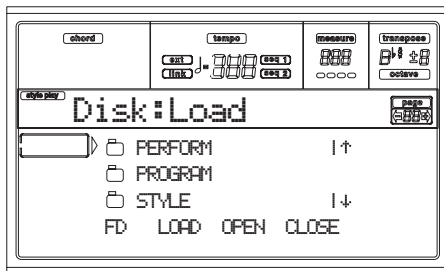 chord tempo measure transpose
ext seq 1
link seq 2
octave
style play page
Disk:Load
PERFORM
PROGRAM
STYLE
FD LOAD OPEN CLOSE